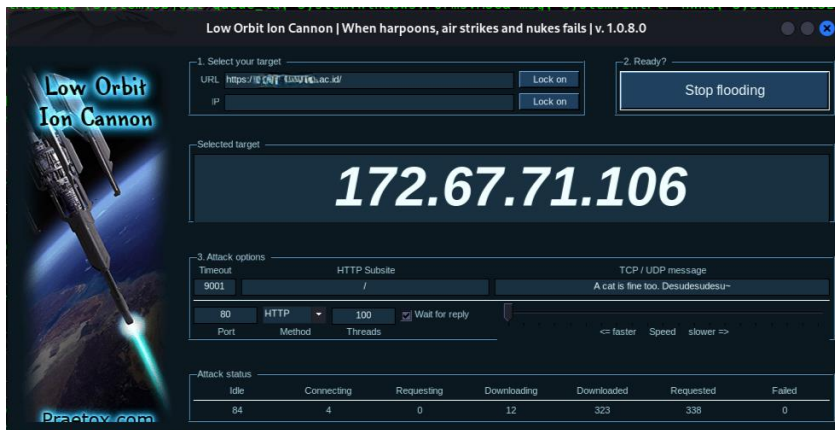 Low Orbit Ion Cannon | When harpoons, air strikes and nukes fails | v. 1.0.8.0
Low Orbit
Ion Cannon
1. Select your target
URL https:// .ac.id/ Lock on
IP Lock on
2. Ready?
Stop flooding
Selected target
172.67.71.106
3. Attack options
Timeout HTTP Subsite TCP / UDP message
9001 / A cat is fine too. Desudesudesu~
80 HTTP 100 Wait for reply
Port Method Threads <= faster Speed slower =>
Attack status
Idle Connecting Requesting Downloading Downloaded Requested Failed
84 4 0 12 323 338 0
Praetox.com